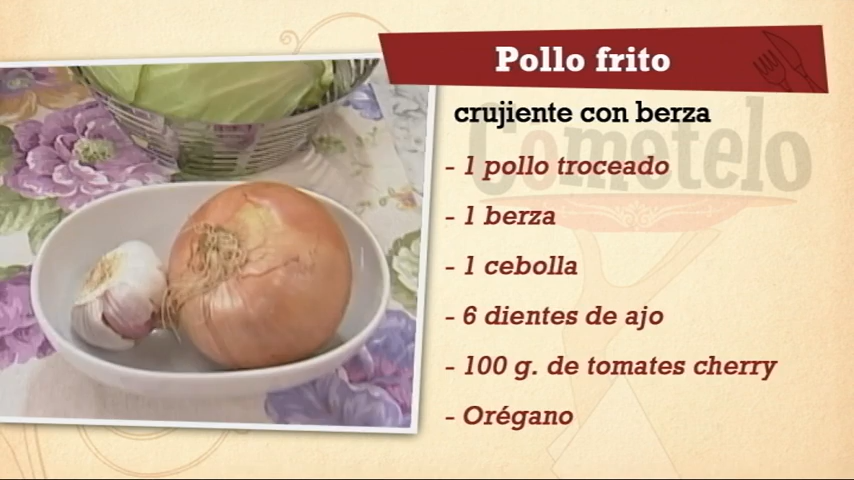 Pollo frito
crujiente con berza
Cometelo
- 1 pollo troceado
- 1 berza
- 1 cebolla
- 6 dientes de ajo
- 100 g. de tomates cherry
- Orégano